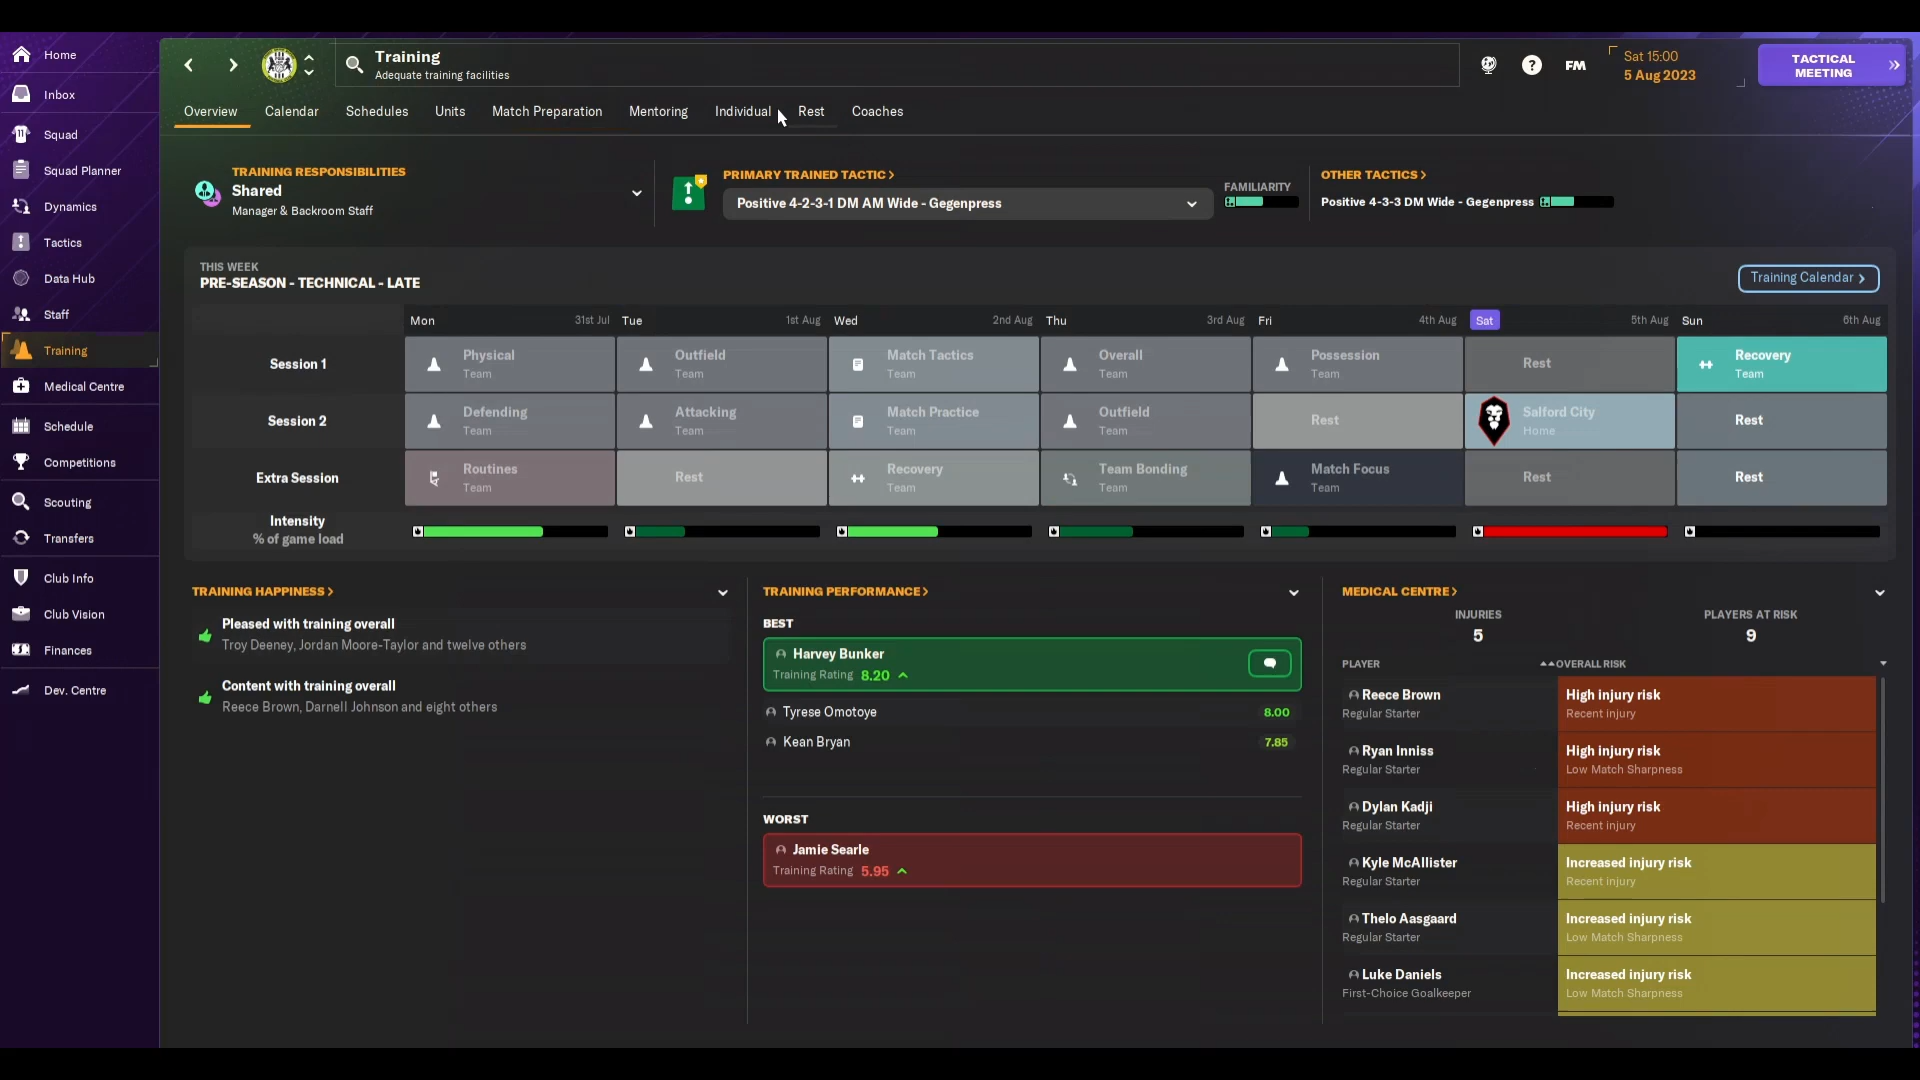 Home
Inbox
Squad
Squad Planner
Dynamics
Tactics
Data Hub
Staff
Training
Medical Centre
Schedule
Competitions
Scouting
Transfers
Club Info
Club Vision
Finances
Dev. Centre
Training
Adequate training facilities
FM
Sat 15:00
5 Aug 2023
TACTICAL
MEETING
Overview Calendar Schedules Units Match Preparation Mentoring Individual Rest Coaches
TRAINING RESPONSIBILITIES
Shared
Manager & Backroom Staff
PRIMARY TRAINED TACTIC >
Positive 4-2-3-1 DM AM Wide - Gegenpress
FAMILIARITY
OTHER TACTICS >
Positive 4-3-3 DM Wide - Gegenpress
THIS WEEK
PRE-SEASON - TECHNICAL - LATE
Training Calendar >
Mon 31st Jul Tue 1st Aug Wed 2nd Aug Thu 3rd Aug Fri 4th Aug Sat 5th Aug Sun 6th Aug
Session 1
Physical
Team
Outfield
Team
Match Tactics
Team
Overall
Team
Possession
Team
Rest
Recovery
Team
Session 2
Defending
Team
Attacking
Team
Match Practice
Team
Outfield
Team
Rest
Salford City
Home
Rest
Extra Session
Routines
Team
Rest
Recovery
Team
Team Bonding
Team
Match Focus
Team
Rest
Rest
Intensity
% of game load
TRAINING HAPPINESS >
Pleased with training overall
Troy Deeney, Jordan Moore-Taylor and twelve others
Content with training overall
Reece Brown, Darnell Johnson and eight others
TRAINING PERFORMANCE >
BEST
Harvey Bunker
Training Rating 8.20
Tyrese Omotoye 8.00
Kean Bryan 7.85
WORST
Jamie Searle
Training Rating 5.95
MEDICAL CENTRE >
INJURIES
5
PLAYERS AT RISK
9
PLAYER OVERALL RISK
Reece Brown
Regular Starter
High injury risk
Recent injury
Ryan Inniss
Regular Starter
High injury risk
Low Match Sharpness
Dylan Kadji
Regular Starter
High injury risk
Recent injury
Kyle McAllister
Regular Starter
Increased injury risk
Recent injury
Thelo Aasgaard
Regular Starter
Increased injury risk
Low Match Sharpness
Luke Daniels
First-Choice Goalkeeper
Increased injury risk
Low Match Sharpness